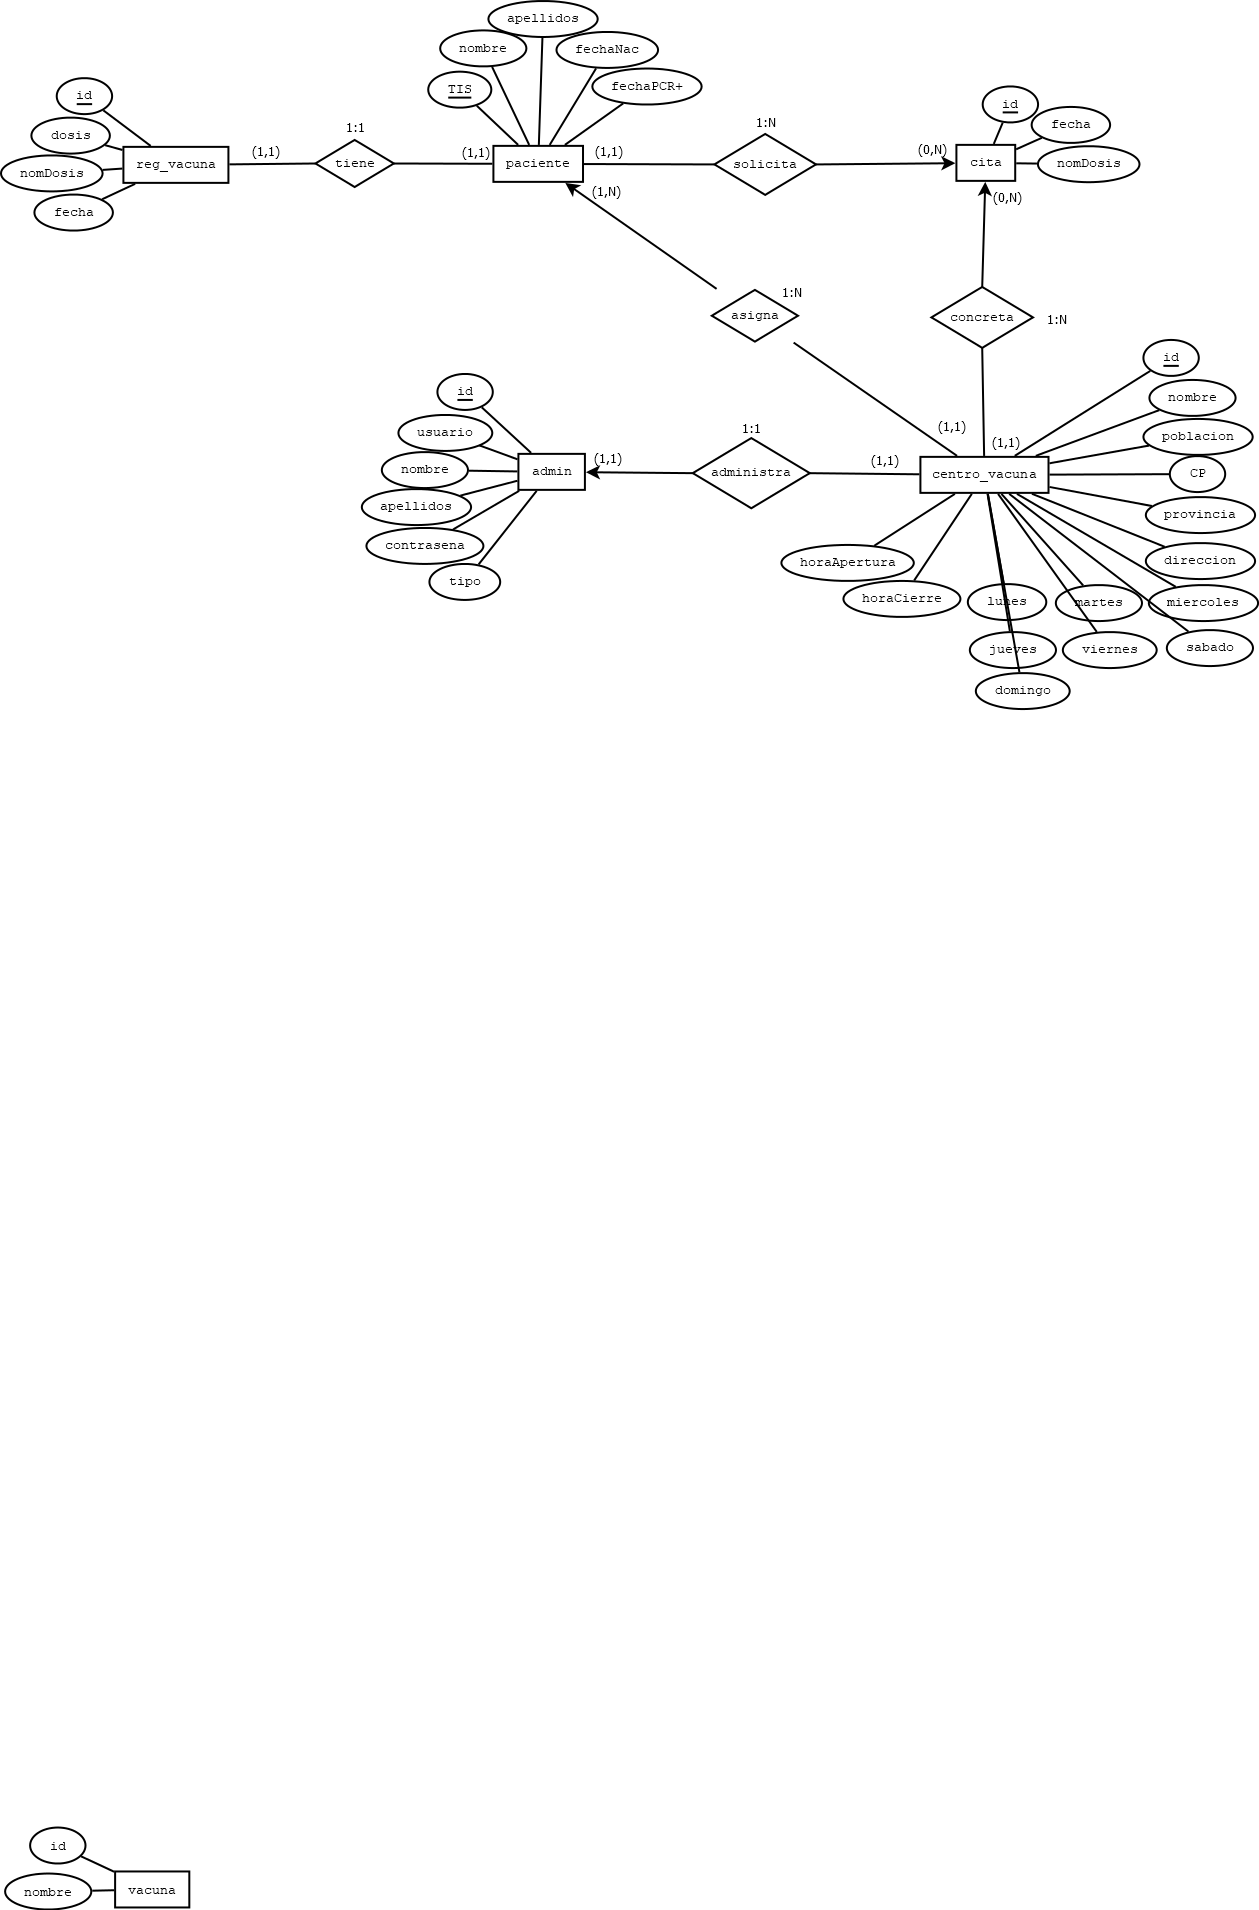 apellidos
nombre
fechaNac
TIS
fechaPCR+
id
dosis
nomDosis
fecha
reg_vacuna
(1,1)
1:1
tiene
(1,1)
paciente
(1,1)
1:N
solicita
(0,N)
cita
id
fecha
nomDosis
(1,N)
(0,N)
1:N
asigna
concreta
1:N
id
usuario
nombre
apellidos
contrasena
tipo
admin
(1,1)
1:1
administra
(1,1)
(1,1)
(1,1)
centro_vacuna
id
nombre
poblacion
CP
provincia
direccion
horaApertura
horaCierre
lunes
martes
miercoles
jueves
viernes
sabado
domingo
id
nombre
vacuna